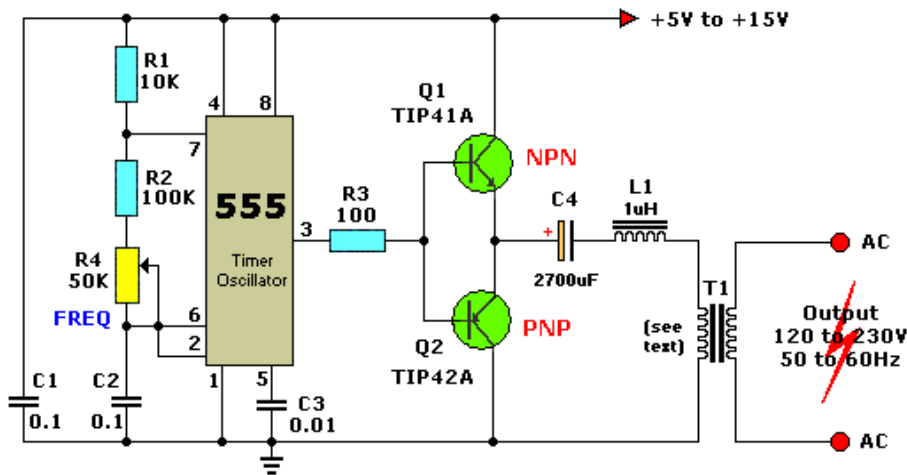 +5V to +15V
R1
10K
4
8
7
R2
100K
555
Timer
Oscillator
3
R3
100
R4
50K
FREQ
6
2
1
5
C1
0.1
C2
0.1
C3
0.01
Q1
TIP41A
NPN
Q2
TIP42A
PNP
C4
+
2700uF
L1
1uH
T1
(see
text)
AC
Output
120 to 230V
50 to 60Hz
AC